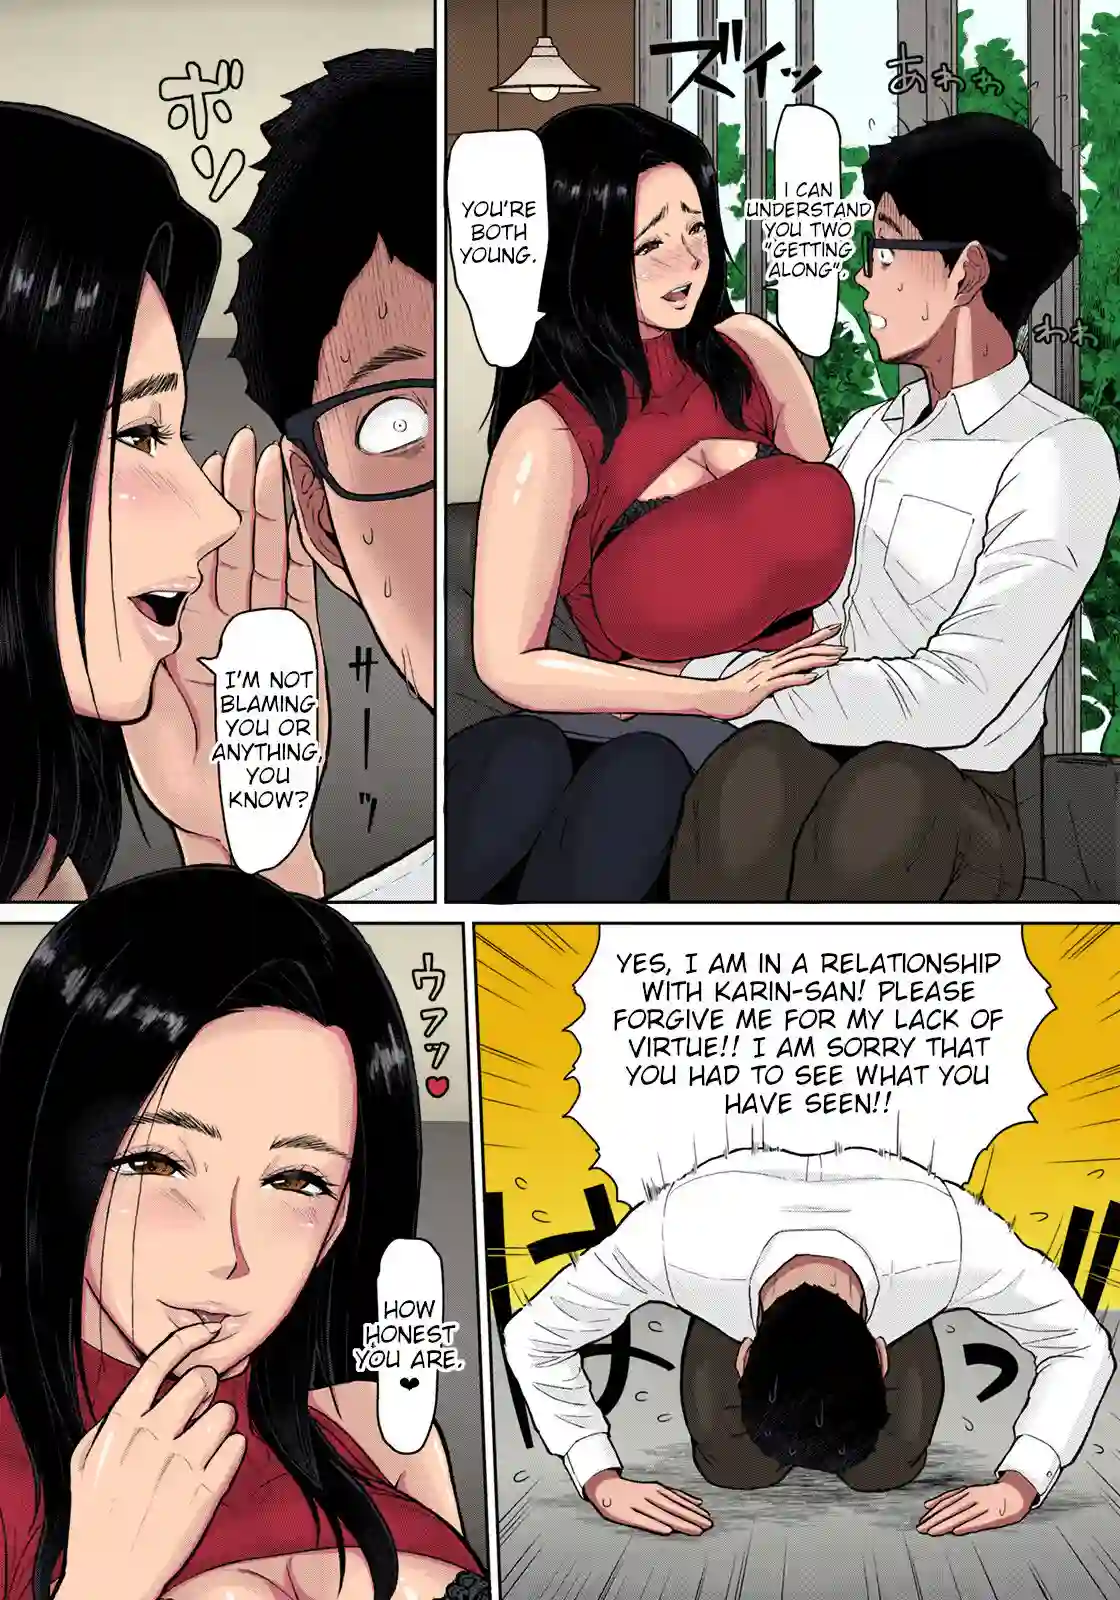 ズイッ
あわわ
わわ
I CAN
UNDERSTAND
YOU TWO
"GETTING
ALONG".
YOU'RE
BOTH
YOUNG.
ボソ
I'M NOT
BLAMING
YOU OR
ANYTHING,
YOU
KNOW?
YES, I AM IN A RELATIONSHIP
WITH KARIN-SAN! PLEASE
FORGIVE ME FOR MY LACK OF
VIRTUE!! I AM SORRY THAT
YOU HAD TO SEE WHAT YOU
HAVE SEEN!!
ウフッ♥
HOW
HONEST
YOU ARE.
♥